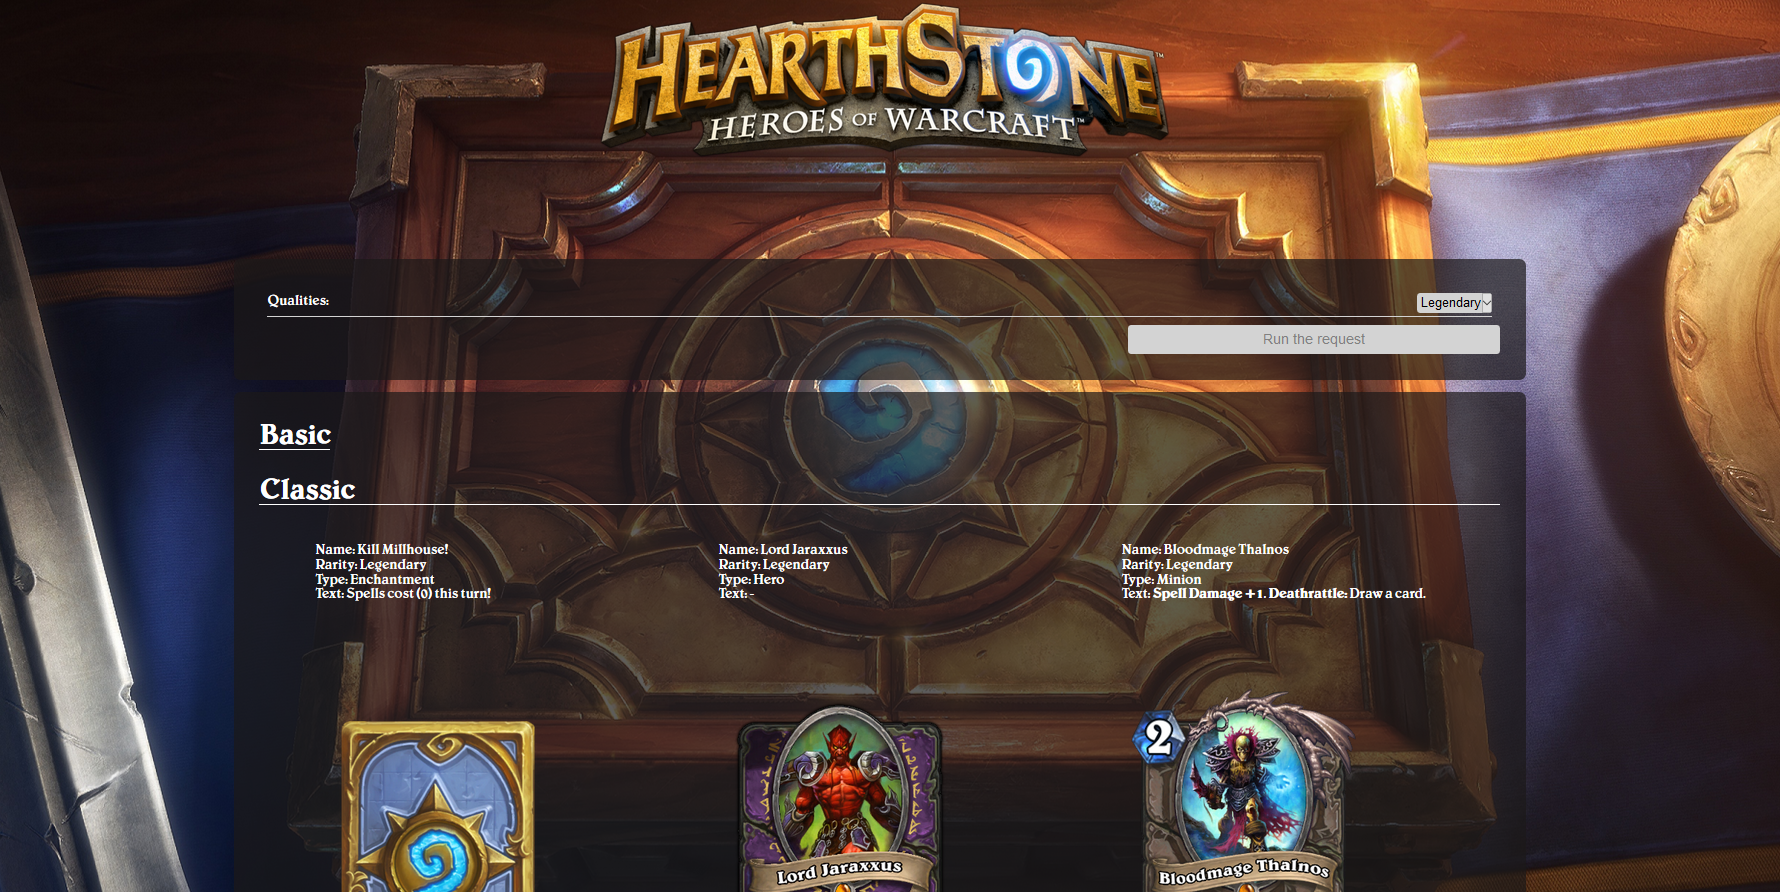 HEARTHSTONE™
HEROES OF WARCRAFT™
Qualities:
Legendary
Run the request
Basic
Classic
Name: Kill Millhouse!
Rarity: Legendary
Type: Enchantment
Text: Spells cost (0) this turn!
Name: Lord Jaraxxus
Rarity: Legendary
Type: Hero
Text: -
Name: Bloodmage Thalnos
Rarity: Legendary
Type: Minion
Text: Spell Damage +1. Deathrattle: Draw a card.
2
Lord Jaraxxus
Bloodmage Thalnos